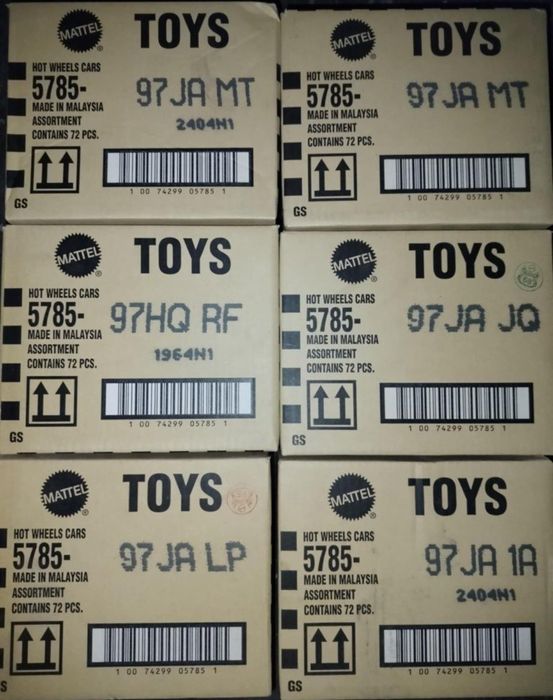 MATTEL
®
TOYS
HOT WHEELS CARS
5785-
97JA MT
MADE IN MALAYSIA
2404N1
ASSORTMENT
CONTAINS 72 PCS.
1 00 74299 05785 1
GS
MATTEL
®
TOYS
HOT WHEELS CARS
5785-
97JA MT
MADE IN MALAYSIA
ASSORTMENT
CONTAINS 72 PCS.
1 00 74299 05785 1
GS
MATTEL
®
TOYS
HOT WHEELS CARS
5785-
97HQ RF
MADE IN MALAYSIA
1964N1
ASSORTMENT
CONTAINS 72 PCS.
1 00 74299 05785 1
GS
MATTEL
®
TOYS
HOT WHEELS CARS
5785-
97JA JQ
MADE IN MALAYSIA
ASSORTMENT
CONTAINS 72 PCS.
1 00 74299 05785 1
GS
MATTEL
®
TOYS
HOT WHEELS CARS
5785-
97JA LP
MADE IN MALAYSIA
ASSORTMENT
CONTAINS 72 PCS.
1 00 74299 05785 1
GS
MATTEL
®
TOYS
HOT WHEELS CARS
5785-
97JA 1A
MADE IN MALAYSIA
2404N1
ASSORTMENT
CONTAINS 72 PCS.
1 00 74299 05785 1
GS